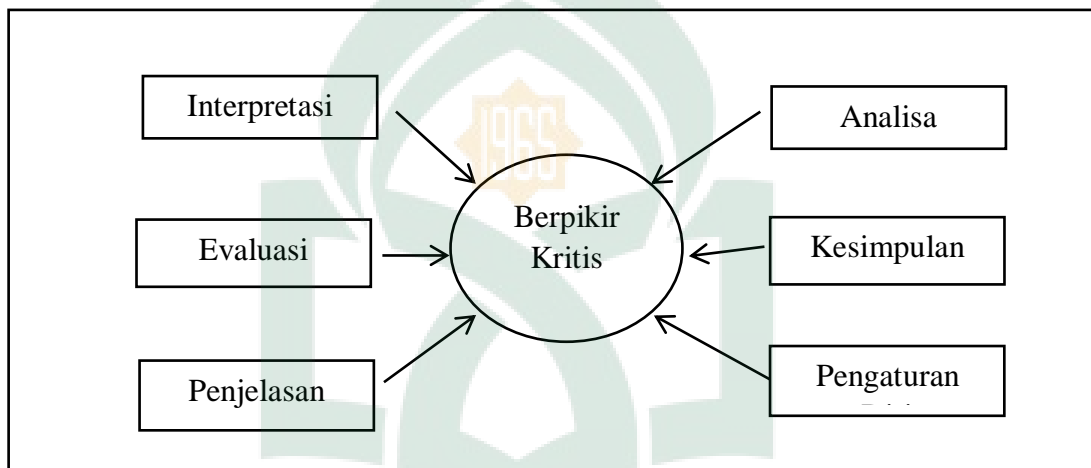 Interpretasi
Analisa
1965
Berpikir
Kritis
Evaluasi
Kesimpulan
Penjelasan
Pengaturan